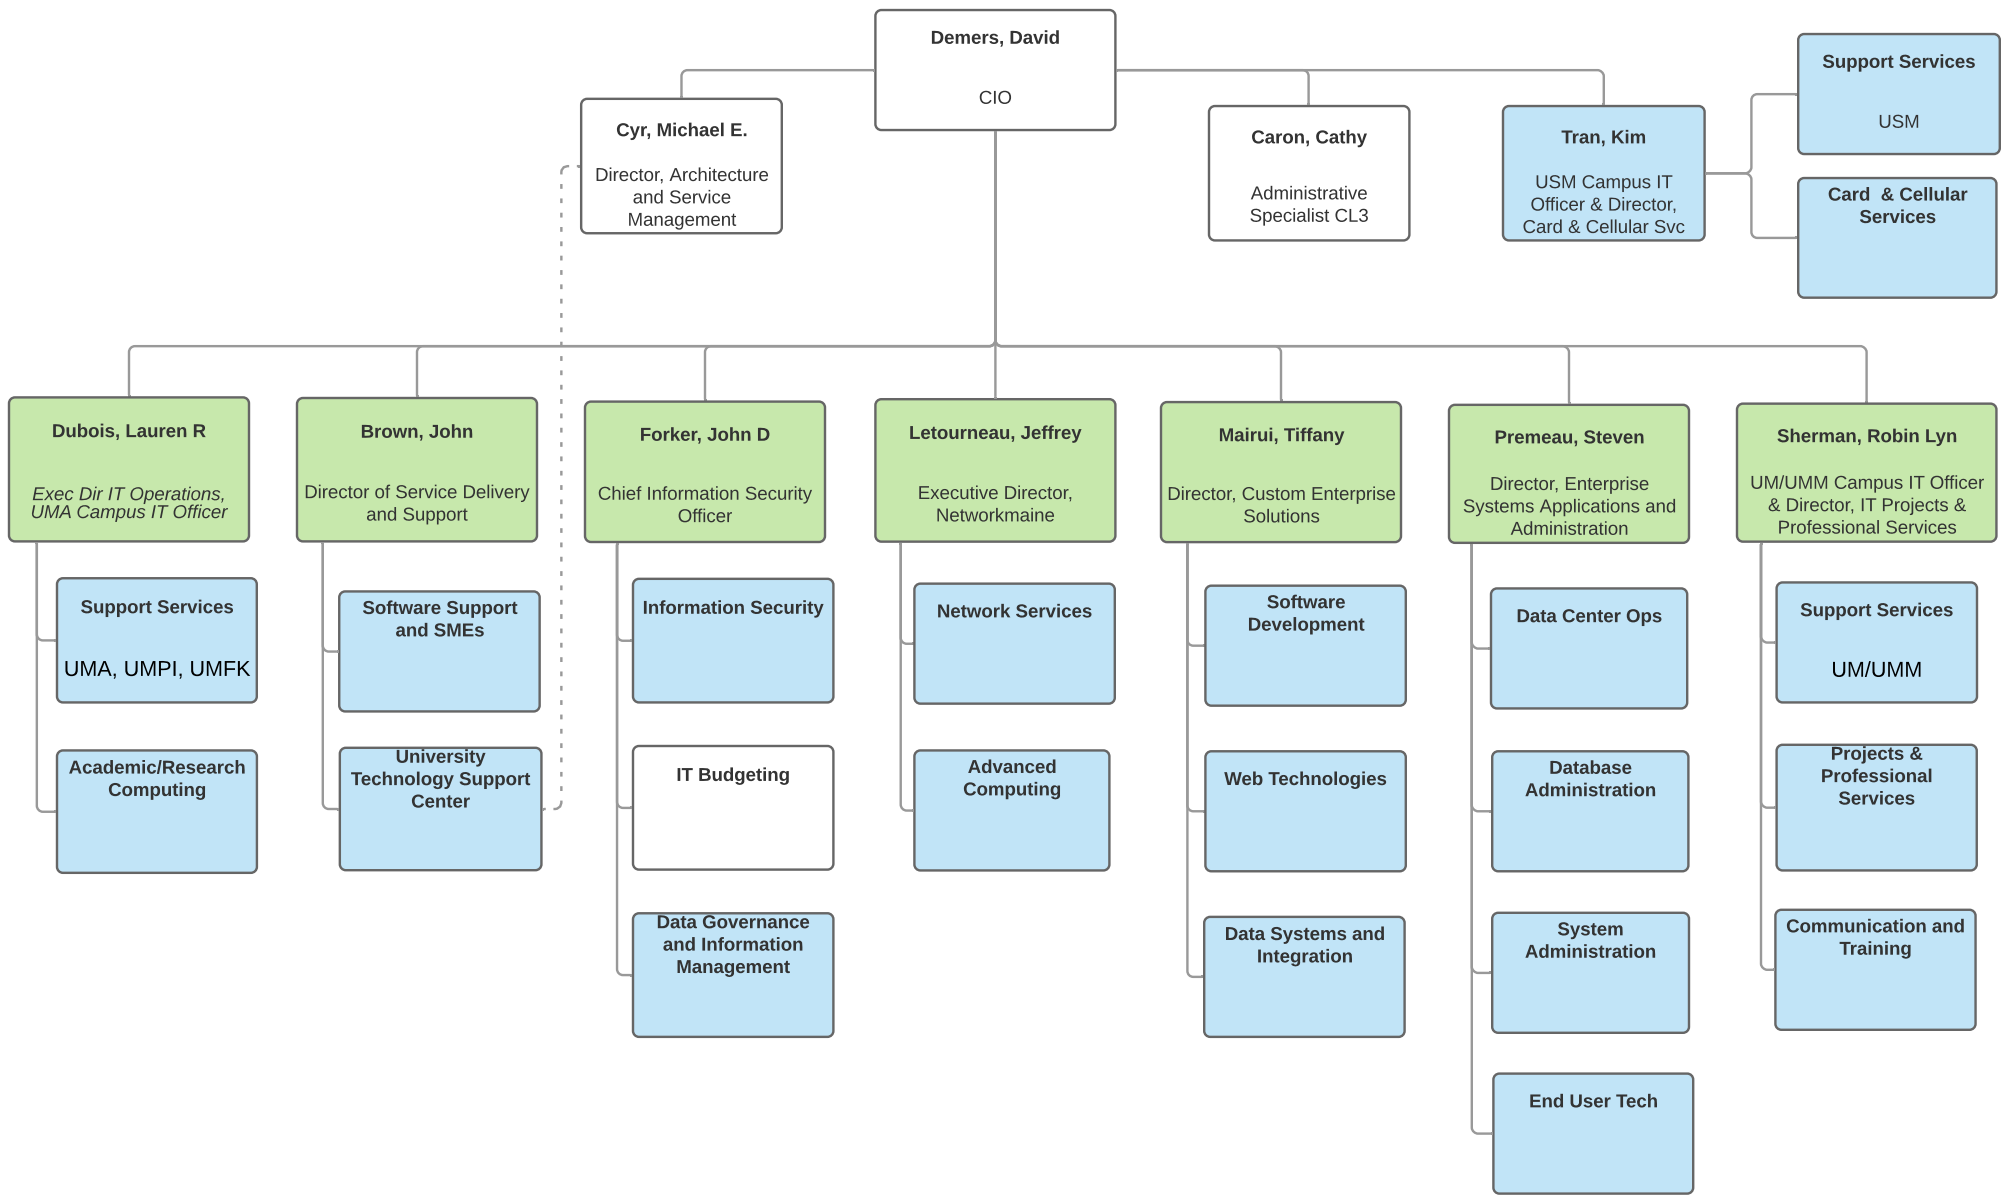 Demers, David
CIO
Cyr, Michael E.
Director, Architecture
and Service
Management
Caron, Cathy
Administrative
Specialist CL3
Tran, Kim
USM Campus IT
Officer & Director,
Card & Cellular Svc
Support Services
USM
Card  & Cellular
Services
Dubois, Lauren R
Exec Dir IT Operations,
UMA Campus IT Officer
Brown, John
Director of Service Delivery
and Support
Forker, John D
Chief Information Security
Officer
Letourneau, Jeffrey
Executive Director,
Networkmaine
Mairui, Tiffany
Director, Custom Enterprise
Solutions
Premeau, Steven
Director, Enterprise
Systems Applications and
Administration
Sherman, Robin Lyn
UM/UMM Campus IT Officer
& Director, IT Projects &
Professional Services
Support Services
UMA, UMPI, UMFK
Academic/Research
Computing
Software Support
and SMEs
University
Technology Support
Center
Information Security
IT Budgeting
Data Governance
and Information
Management
Network Services
Advanced
Computing
Software
Development
Web Technologies
Data Systems and
Integration
Data Center Ops
Database
Administration
System
Administration
End User Tech
Support Services
UM/UMM
Projects &
Professional
Services
Communication and
Training